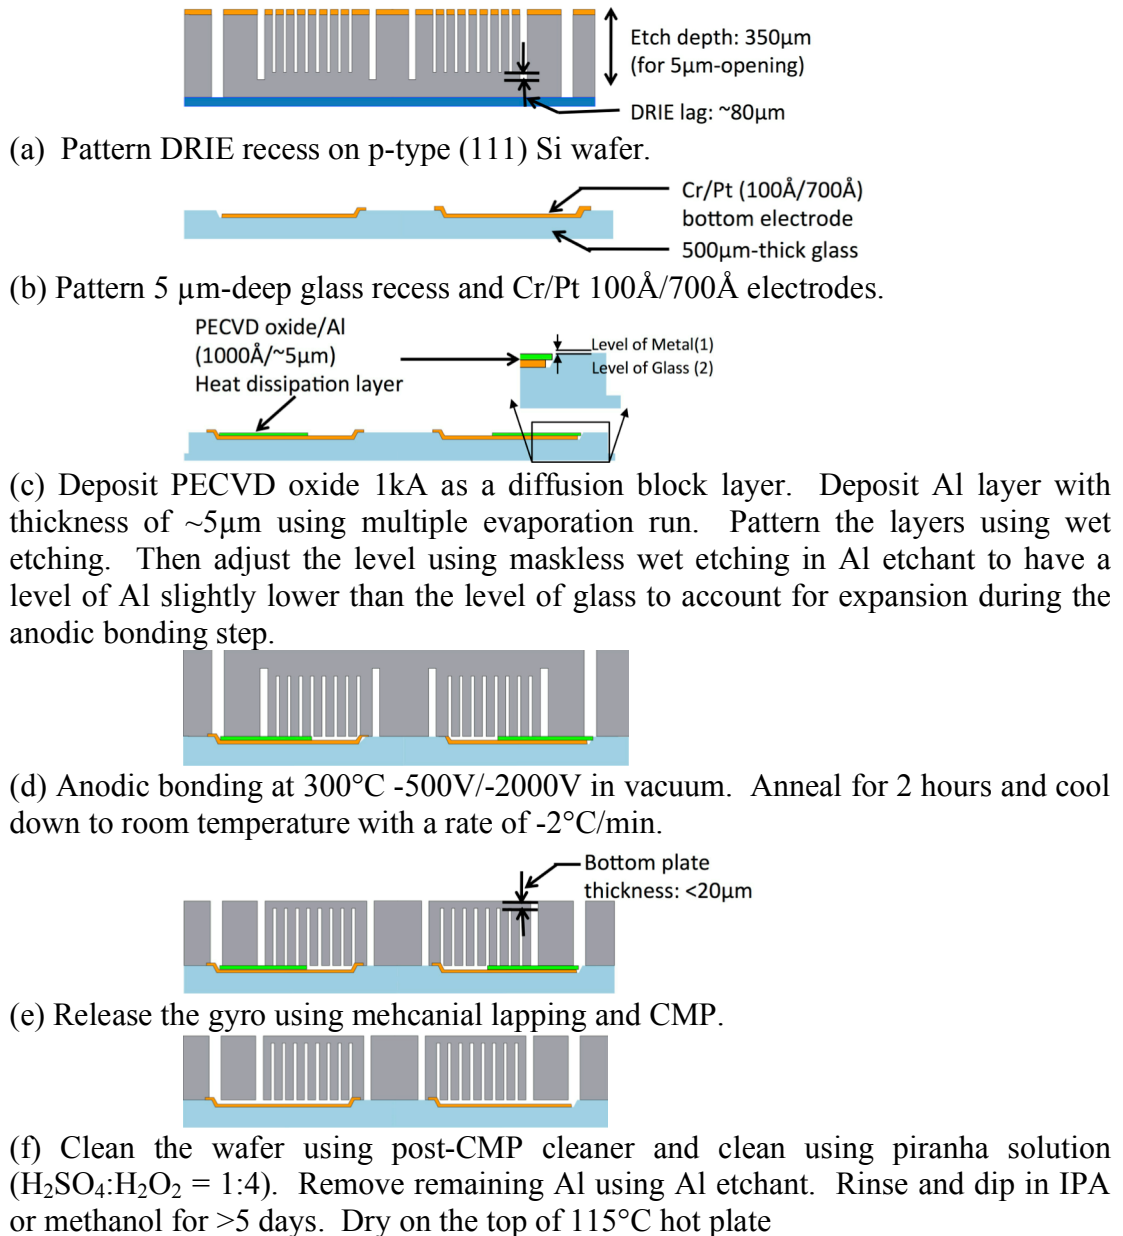 Etch depth: 350µm
(for 5µm-opening)
DRIE lag: ~80µm
(a) Pattern DRIE recess on p-type (111) Si wafer.
Cr/Pt (100Å/700Å)
bottom electrode
500µm-thick glass
(b) Pattern 5 µm-deep glass recess and Cr/Pt 100Å/700Å electrodes.
PECVD oxide/Al
(1000Å/~5µm)
Heat dissipation layer
Level of Metal(1)
Level of Glass (2)
(c) Deposit PECVD oxide 1kA as a diffusion block layer. Deposit Al layer with
thickness of ~5µm using multiple evaporation run. Pattern the layers using wet
etching. Then adjust the level using maskless wet etching in Al etchant to have a
level of Al slightly lower than the level of glass to account for expansion during the
anodic bonding step.
(d) Anodic bonding at 300°C -500V/-2000V in vacuum. Anneal for 2 hours and cool
down to room temperature with a rate of -2°C/min.
Bottom plate
thickness: <20µm
(e) Release the gyro using mehcanial lapping and CMP.
(f) Clean the wafer using post-CMP cleaner and clean using piranha solution
(H₂SO₄:H₂O₂ = 1:4). Remove remaining Al using Al etchant. Rinse and dip in IPA
or methanol for >5 days. Dry on the top of 115°C hot plate